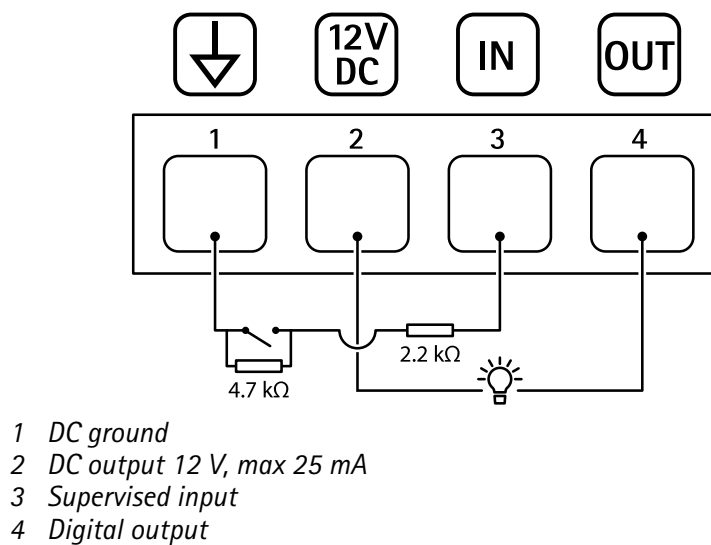 12V DC IN OUT
1 2 3 4
2.2 kΩ
4.7 kΩ
1 DC ground
2 DC output 12 V, max 25 mA
3 Supervised input
4 Digital output